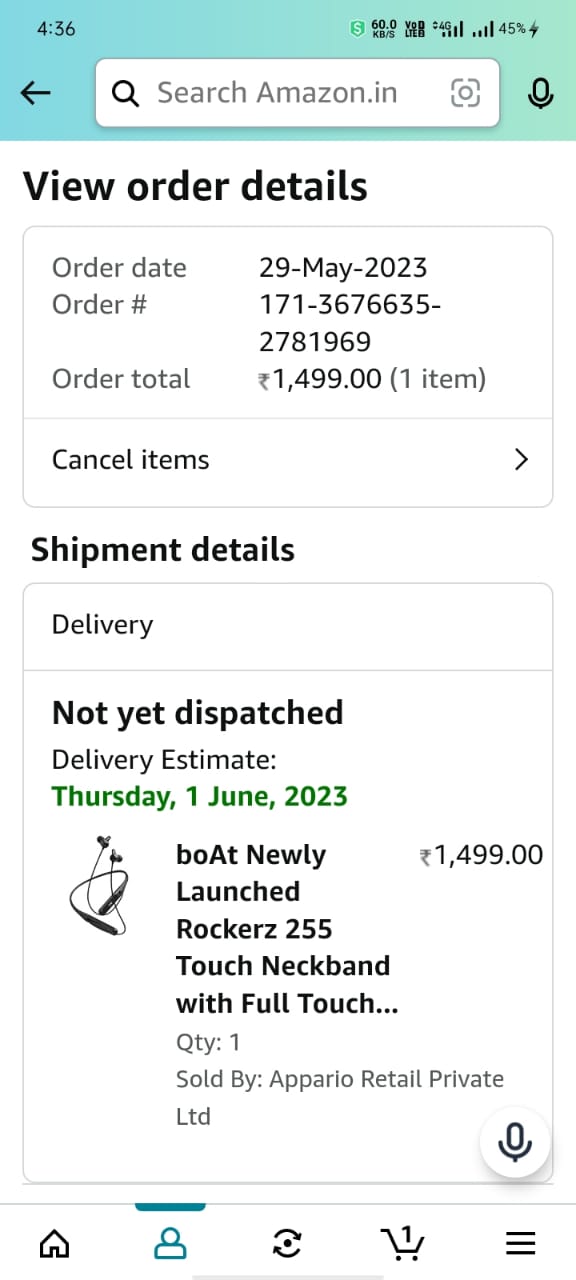 4:36 60.0 KB/S VoD LTEB 4G 45%
Search Amazon.in
View order details
Order date 29-May-2023
Order # 171-3676635-
2781969
Order total ₹1,499.00 (1 item)
Cancel items
Shipment details
Delivery
Not yet dispatched
Delivery Estimate:
Thursday, 1 June, 2023
boAt Newly ₹1,499.00
Launched
Rockerz 255
Touch Neckband
with Full Touch...
Qty: 1
Sold By: Appario Retail Private
Ltd
1